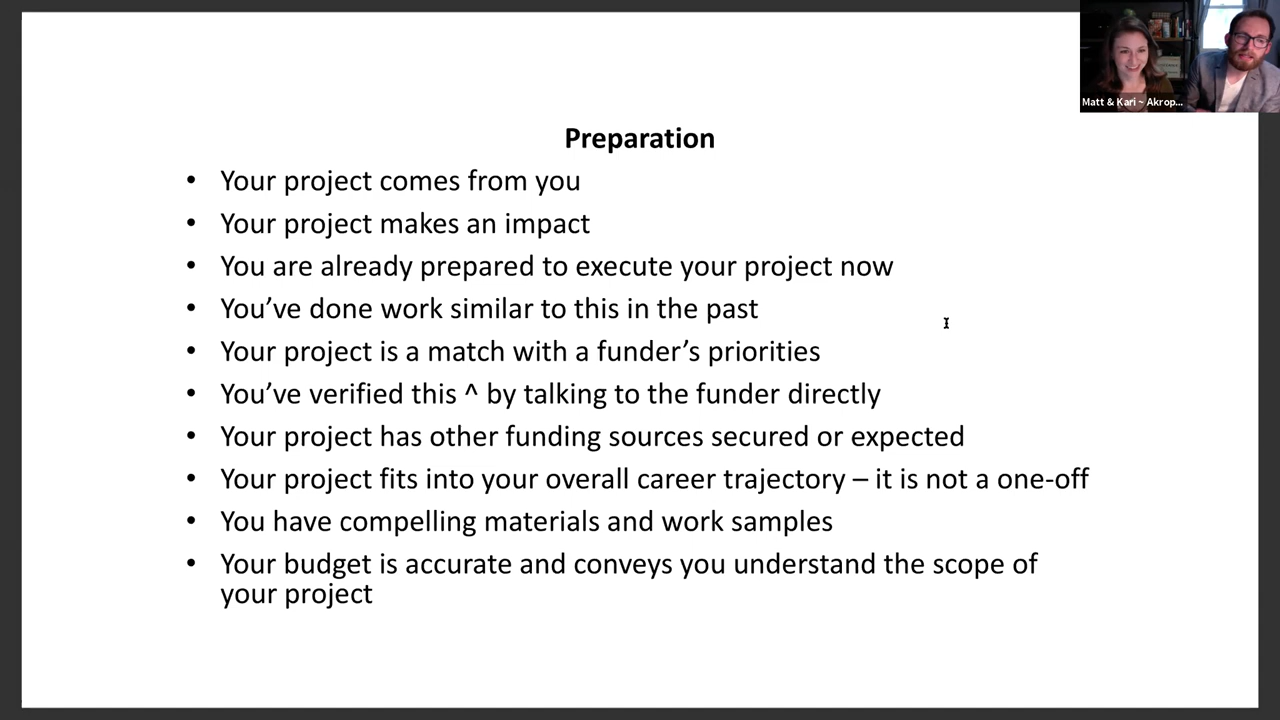 Matt & Kari ~ Akrop...
Preparation
• Your project comes from you
• Your project makes an impact
• You are already prepared to execute your project now
• You’ve done work similar to this in the past
• Your project is a match with a funder’s priorities
• You’ve verified this ^ by talking to the funder directly
• Your project has other funding sources secured or expected
• Your project fits into your overall career trajectory – it is not a one-off
• You have compelling materials and work samples
• Your budget is accurate and conveys you understand the scope of
your project